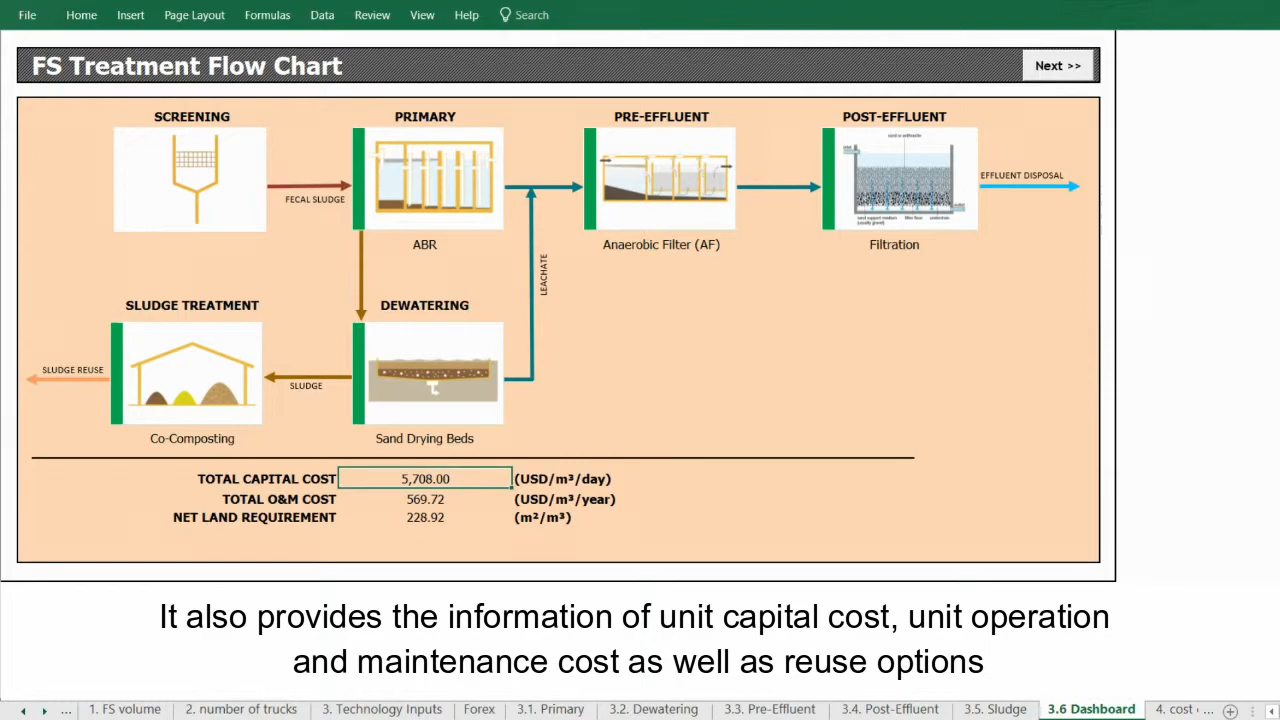 File Home Insert Page Layout Formulas Data Review View Help Search
FS Treatment Flow Chart
Next >>
SCREENING PRIMARY PRE-EFFLUENT POST-EFFLUENT
FECAL SLUDGE
EFFLUENT DISPOSAL
ABR Anaerobic Filter (AF) Filtration
LEACHATE
SLUDGE TREATMENT DEWATERING
SLUDGE REUSE
SLUDGE
Co-Composting Sand Drying Beds
TOTAL CAPITAL COST 5,708.00 (USD/m³/day)
TOTAL O&M COST 569.72 (USD/m³/year)
NET LAND REQUIREMENT 228.92 (m²/m³)
It also provides the information of unit capital cost, unit operation
and maintenance cost as well as reuse options
... 1. FS volume 2. number of trucks 3. Technology Inputs Forex 3.1. Primary 3.2. Dewatering 3.3. Pre-Effluent 3.4. Post-Effluent 3.5. Sludge 3.6 Dashboard 4. cost ...